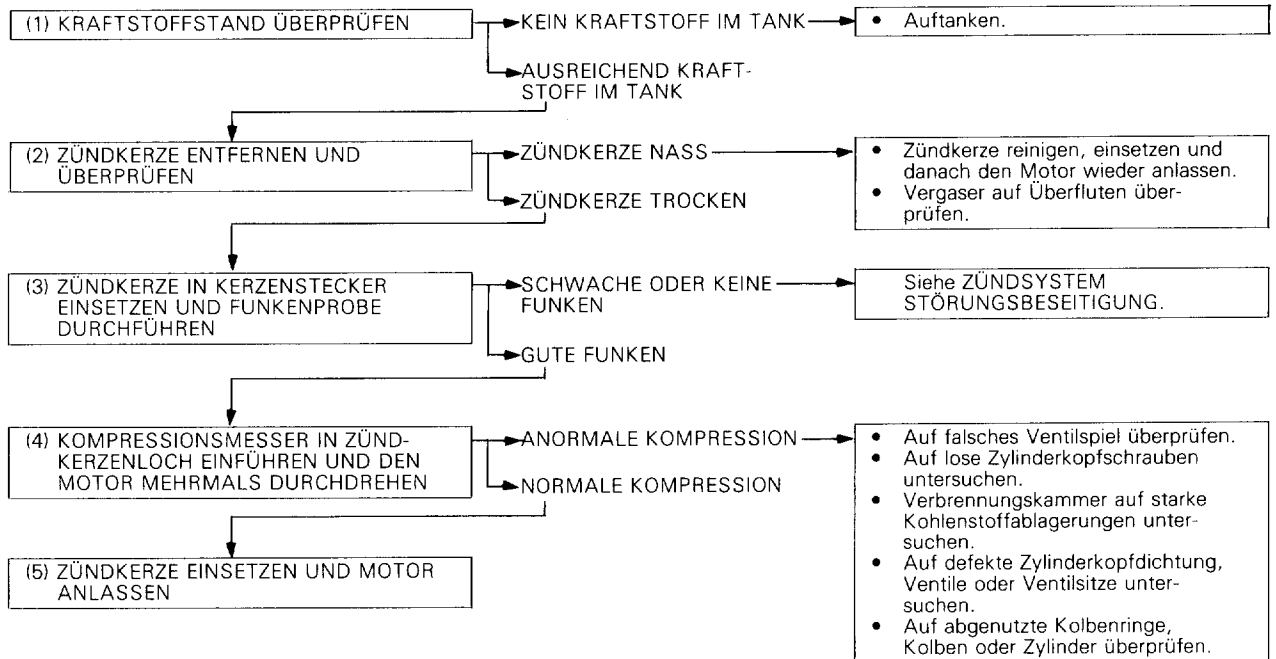 (1) KRAFTSTOFFSTAND ÜBERPRÜFEN
KEIN KRAFTSTOFF IM TANK
• Auftanken.
AUSREICHEND KRAFT-
STOFF IM TANK
(2) ZÜNDKERZE ENTFERNEN UND
ÜBERPRÜFEN
ZÜNDKERZE NASS
• Zündkerze reinigen, einsetzen und
danach den Motor wieder anlassen.
• Vergaser auf Überfluten über-
prüfen.
ZÜNDKERZE TROCKEN
(3) ZÜNDKERZE IN KERZENSTECKER
EINSETZEN UND FUNKENPROBE
DURCHFÜHREN
SCHWACHE ODER KEINE
FUNKEN
Siehe ZÜNDSYSTEM
STÖRUNGSBESEITIGUNG.
GUTE FUNKEN
(4) KOMPRESSIONSMESSER IN ZÜND-
KERZENLOCH EINFÜHREN UND DEN
MOTOR MEHRMALS DURCHDREHEN
ANORMALE KOMPRESSION
• Auf falsches Ventilspiel überprüfen.
• Auf lose Zylinderkopfschrauben
untersuchen.
• Verbrennungskammer auf starke
Kohlenstoffablagerungen unter-
suchen.
• Auf defekte Zylinderkopfdichtung,
Ventile oder Ventilsitze unter-
suchen.
• Auf abgenutzte Kolbenringe,
Kolben oder Zylinder überprüfen.
NORMALE KOMPRESSION
(5) ZÜNDKERZE EINSETZEN UND MOTOR
ANLASSEN